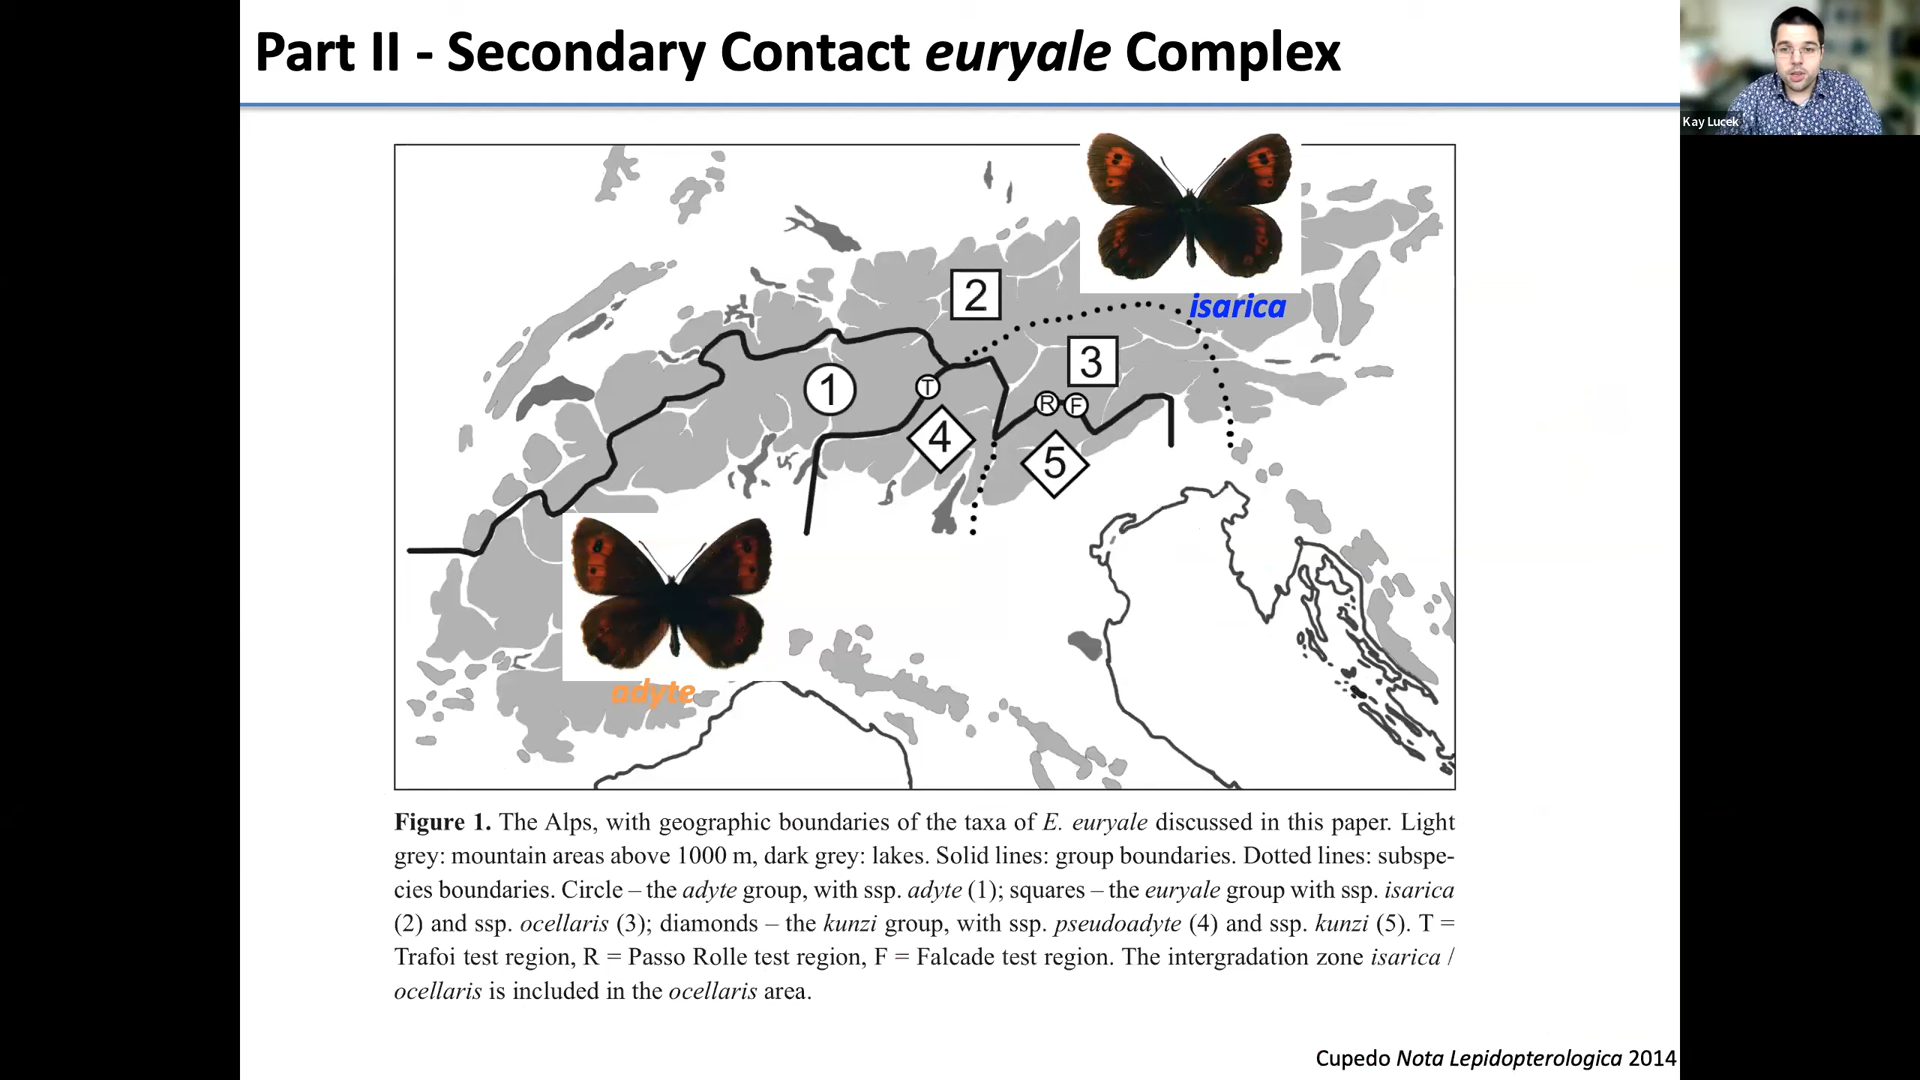 Part II - Secondary Contact euryale Complex
Kay Lucek
isarica
2
3
1
T
R
F
4
5
adyte
Figure 1. The Alps, with geographic boundaries of the taxa of E. euryale discussed in this paper. Light
grey: mountain areas above 1000 m, dark grey: lakes. Solid lines: group boundaries. Dotted lines: subspe-
cies boundaries. Circle – the adyte group, with ssp. adyte (1); squares – the euryale group with ssp. isarica
(2) and ssp. ocellaris (3); diamonds – the kunzi group, with ssp. pseudoadyte (4) and ssp. kunzi (5). T =
Trafoi test region, R = Passo Rolle test region, F = Falcade test region. The intergradation zone isarica /
ocellaris is included in the ocellaris area.
Cupedo Nota Lepidopterologica 2014